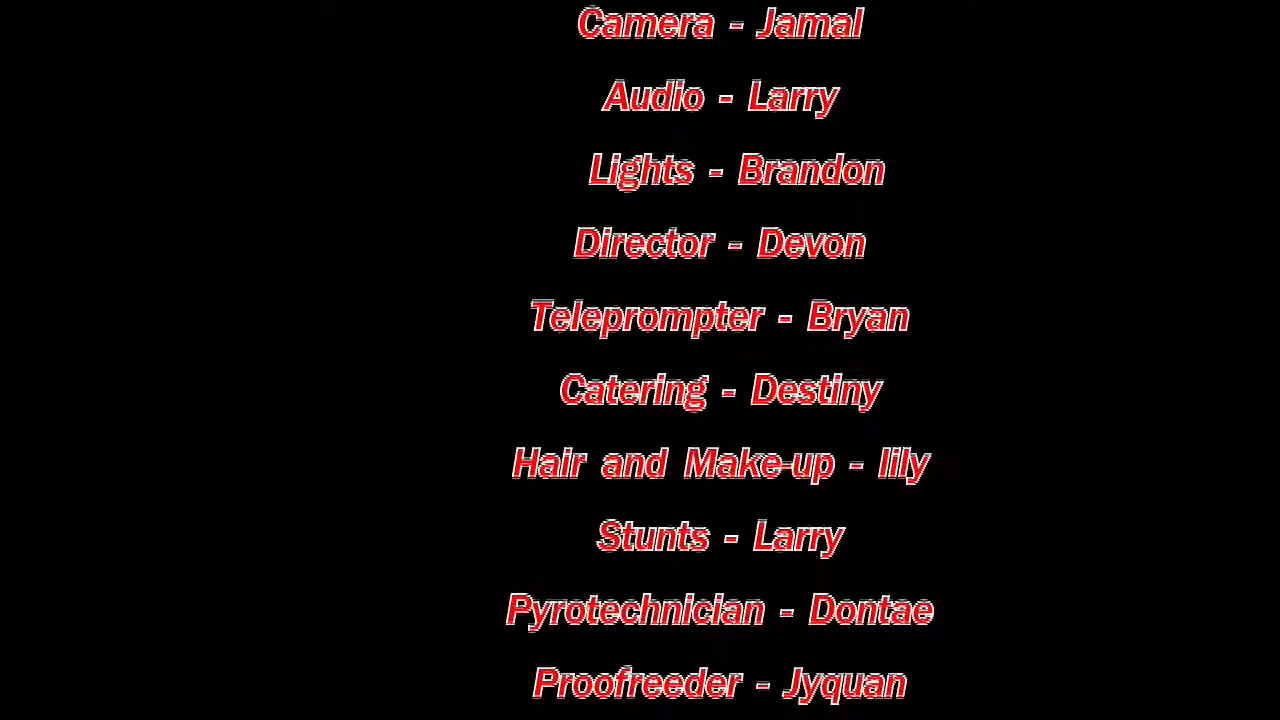 Camera - Jamal
Audio - Larry
Lights - Brandon
Director - Devon
Teleprompter - Bryan
Catering - Destiny
Hair and Make-up - lily
Stunts - Larry
Pyrotechnician - Dontae
Proofreeder - Jyquan